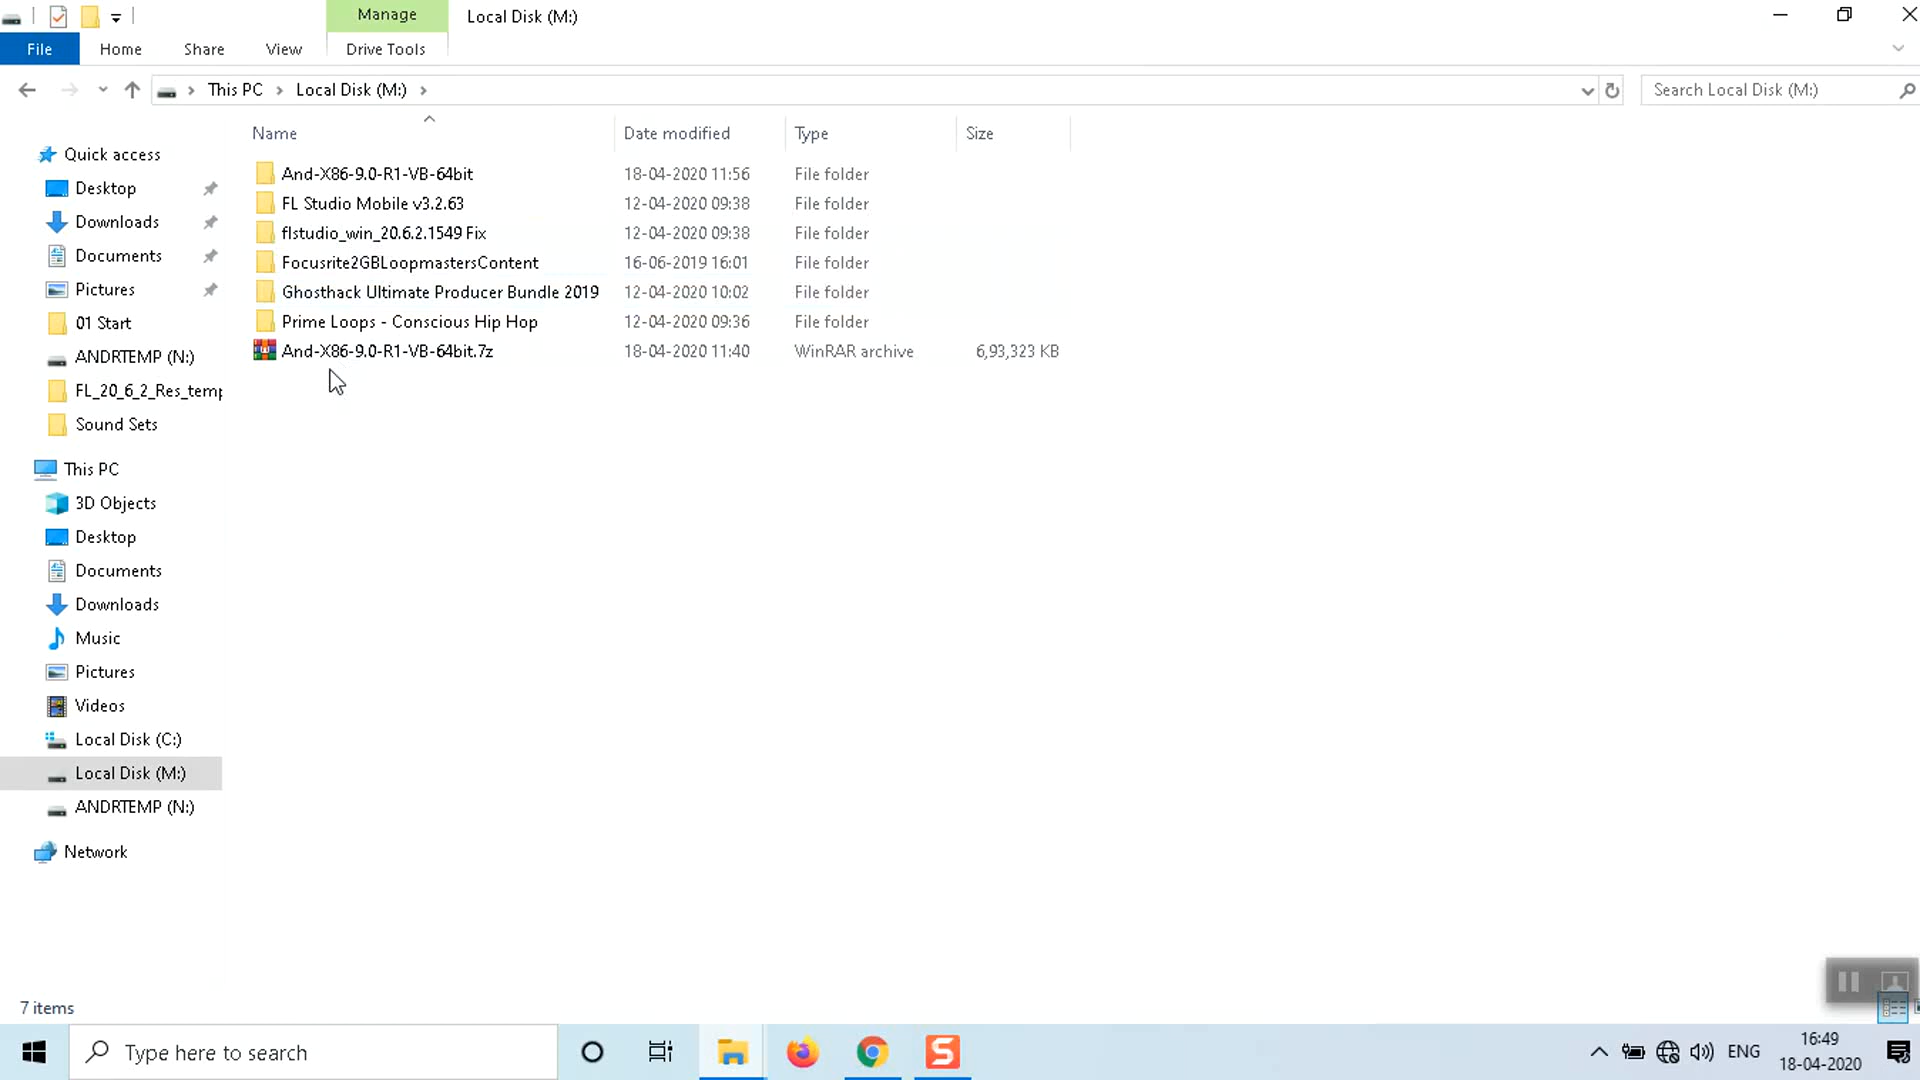 Manage
Local Disk (M:)
File Home Share View Drive Tools
This PC Local Disk (M:)
Search Local Disk (M:)
Name Date modified Type Size
And-X86-9.0-R1-VB-64bit 18-04-2020 11:56 File folder
FL Studio Mobile v3.2.63 12-04-2020 09:38 File folder
flstudio_win_20.6.2.1549 Fix 12-04-2020 09:38 File folder
Focusrite2GBLoopmastersContent 16-06-2019 16:01 File folder
Ghosthack Ultimate Producer Bundle 2019 12-04-2020 10:02 File folder
Prime Loops - Conscious Hip Hop 12-04-2020 09:36 File folder
And-X86-9.0-R1-VB-64bit.7z 18-04-2020 11:40 WinRAR archive 6,93,323 KB
Quick access
Desktop
Downloads
Documents
Pictures
01 Start
ANDRTEMP (N:)
FL_20_6_2_Res_temp
Sound Sets
This PC
3D Objects
Desktop
Documents
Downloads
Music
Pictures
Videos
Local Disk (C:)
Local Disk (M:)
ANDRTEMP (N:)
Network
7 items
Type here to search
S
ENG
16:49
18-04-2020